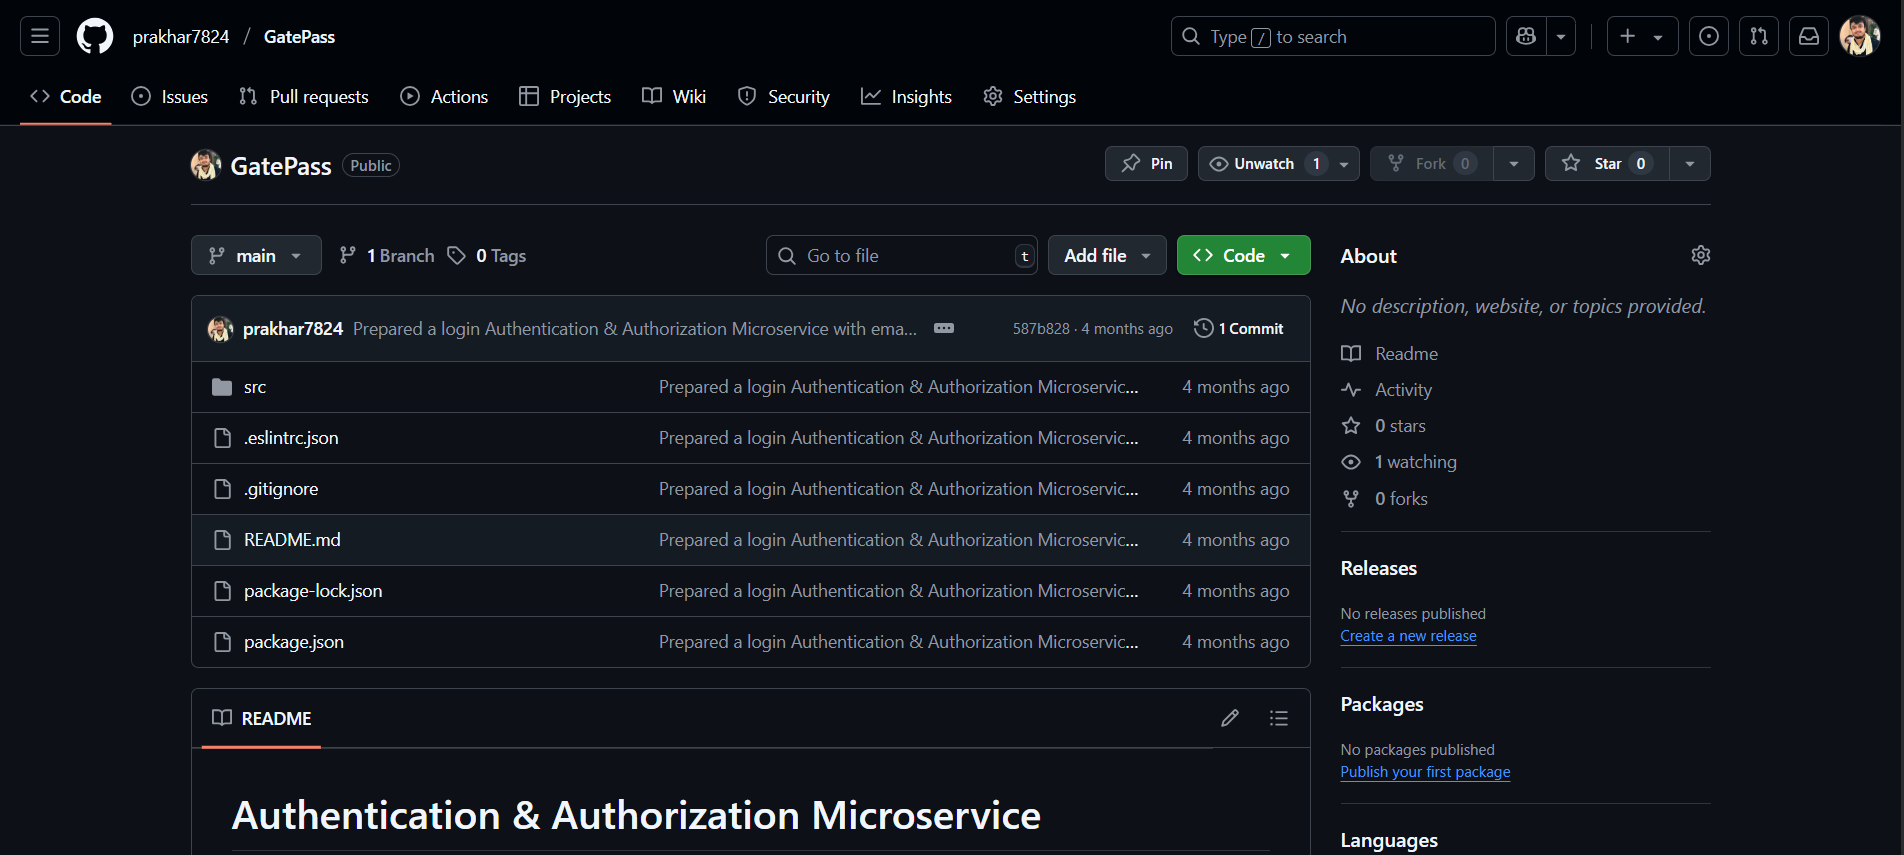 prakhar7824 / GatePass
Type / to search
Code
Issues
Pull requests
Actions
Projects
Wiki
Security
Insights
Settings
GatePass Public
Pin
Unwatch 1
Fork 0
Star 0
main
1 Branch
0 Tags
Go to file t
Add file
Code
prakhar7824 Prepared a login Authentication & Authorization Microservice with ema... 587b828 · 4 months ago 1 Commit
src Prepared a login Authentication & Authorization Microservic... 4 months ago
.eslintrc.json Prepared a login Authentication & Authorization Microservic... 4 months ago
.gitignore Prepared a login Authentication & Authorization Microservic... 4 months ago
README.md Prepared a login Authentication & Authorization Microservic... 4 months ago
package-lock.json Prepared a login Authentication & Authorization Microservic... 4 months ago
package.json Prepared a login Authentication & Authorization Microservic... 4 months ago
README
Authentication & Authorization Microservice
About
No description, website, or topics provided.
Readme
Activity
0 stars
1 watching
0 forks
Releases
No releases published
Create a new release
Packages
No packages published
Publish your first package
Languages